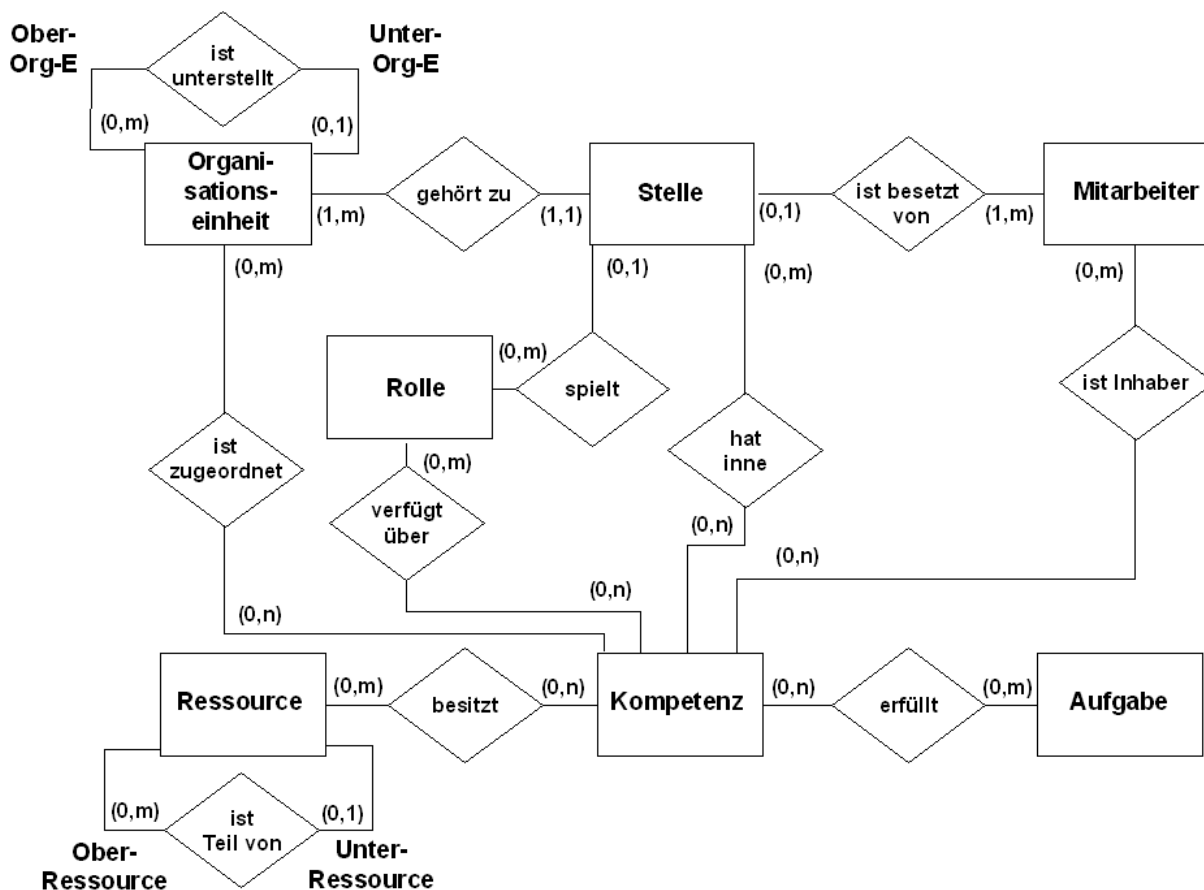 Ober-
Org-E
ist
unterstellt
Unter-
Org-E
(0,m)
(0,1)
Organi-
sations-
einheit
(1,m)
gehört zu
(1,1)
Stelle
(0,1)
ist besetzt
von
(1,m)
Mitarbeiter
(0,m)
(0,1)
(0,m)
(0,m)
Rolle
(0,m)
spielt
ist Inhaber
ist
zugeordnet
(0,m)
hat
inne
verfügt
über
(0,n)
(0,n)
(0,n)
(0,n)
Ressource
(0,m)
besitzt
(0,n)
Kompetenz
(0,n)
erfüllt
(0,m)
Aufgabe
(0,m)
ist
Teil von
(0,1)
Ober-
Ressource
Unter-
Ressource